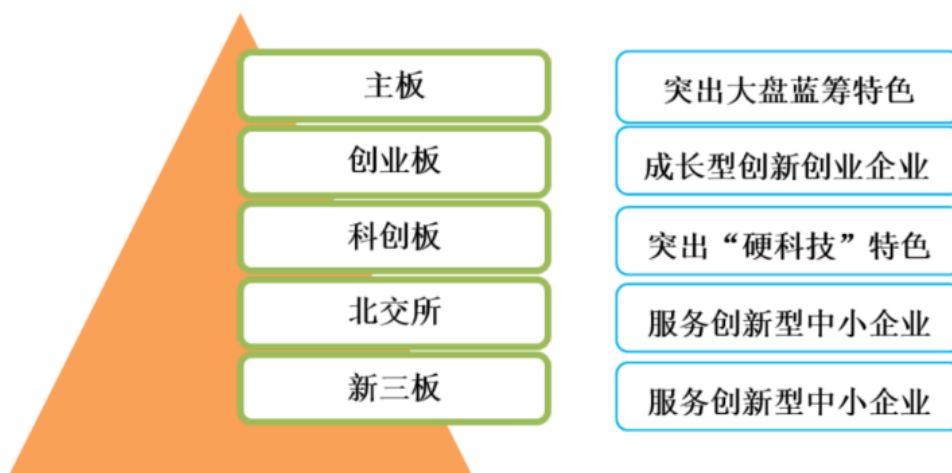 主板
突出大盘蓝筹特色
创业板
成长型创新创业企业
科创板
突出“硬科技”特色
北交所
服务创新型中小企业
新三板
服务创新型中小企业